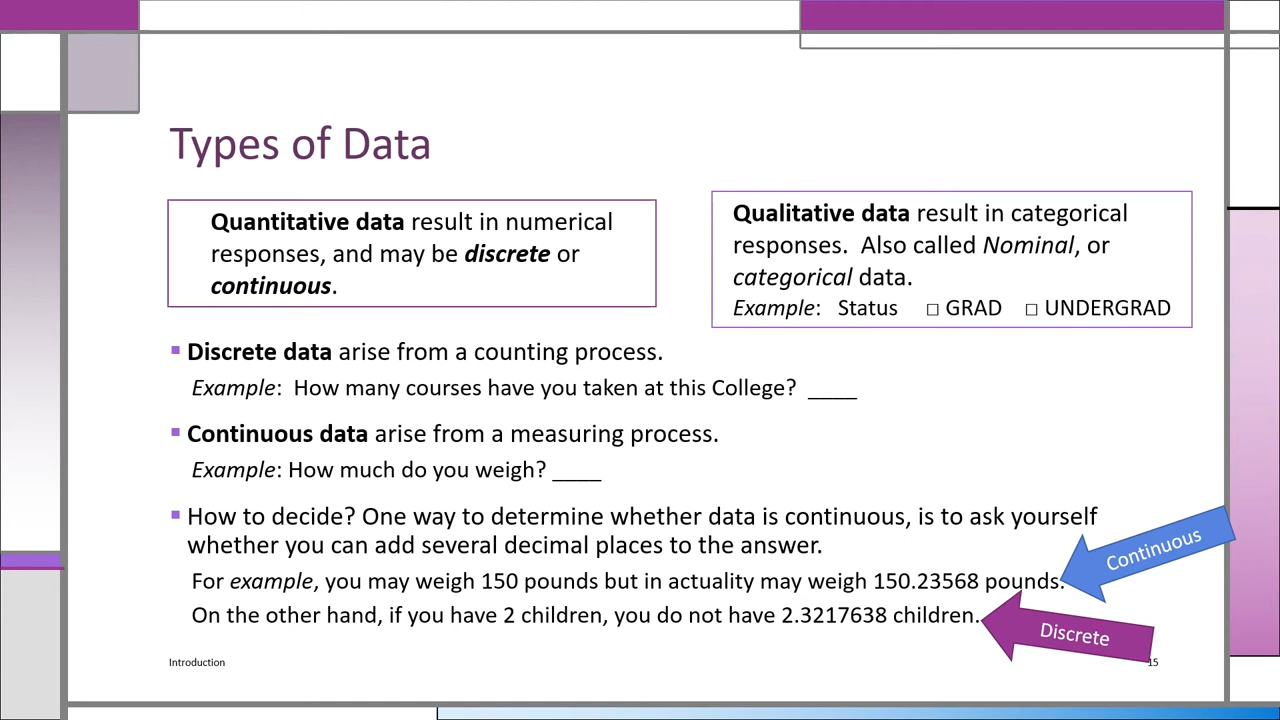 Types of Data
Quantitative data result in numerical
responses, and may be discrete or
continuous.
Qualitative data result in categorical
responses.  Also called Nominal, or
categorical data.
Example:   Status    □ GRAD    □ UNDERGRAD
▪ Discrete data arise from a counting process.
Example:  How many courses have you taken at this College?  ____
▪ Continuous data arise from a measuring process.
Example: How much do you weigh? ____
▪ How to decide? One way to determine whether data is continuous, is to ask yourself
whether you can add several decimal places to the answer.
For example, you may weigh 150 pounds but in actuality may weigh 150.23568 pounds.
Continuous
On the other hand, if you have 2 children, you do not have 2.3217638 children.
Discrete
Introduction
15